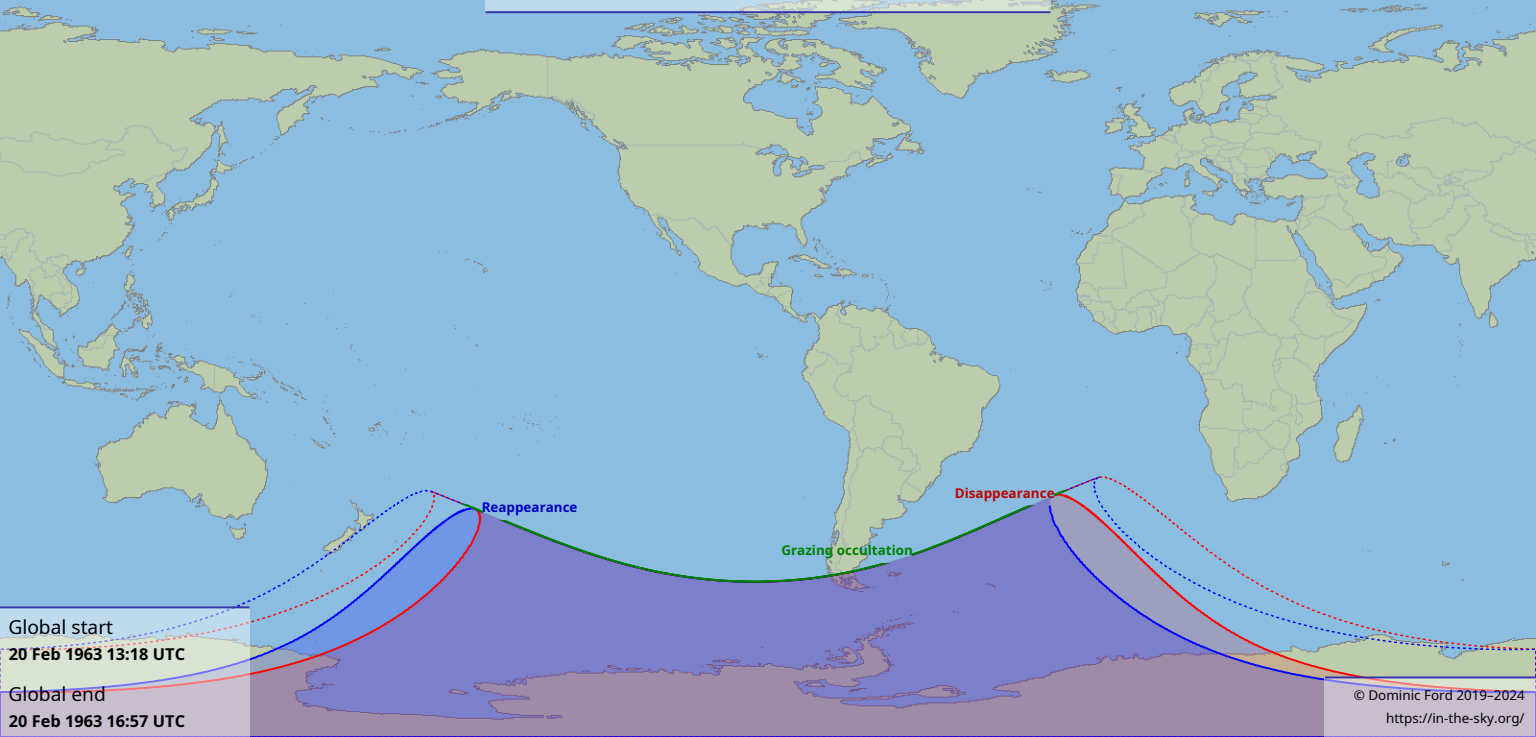 Disappearance
Reappearance
Grazing occultation
Global start
20 Feb 1963 13:18 UTC
Global end
20 Feb 1963 16:57 UTC
© Dominic Ford 2019–2024
https://in-the-sky.org/